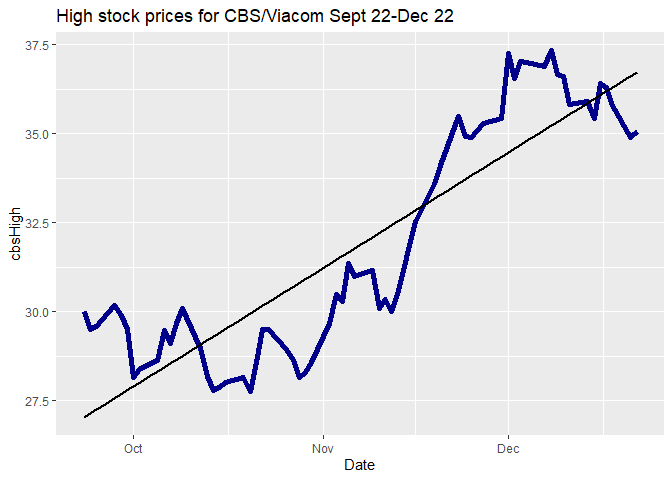 High stock prices for CBS/Viacom Sept 22-Dec 22
37.5
35.0
32.5
30.0
27.5
cbsHigh
Oct Nov Dec
Date